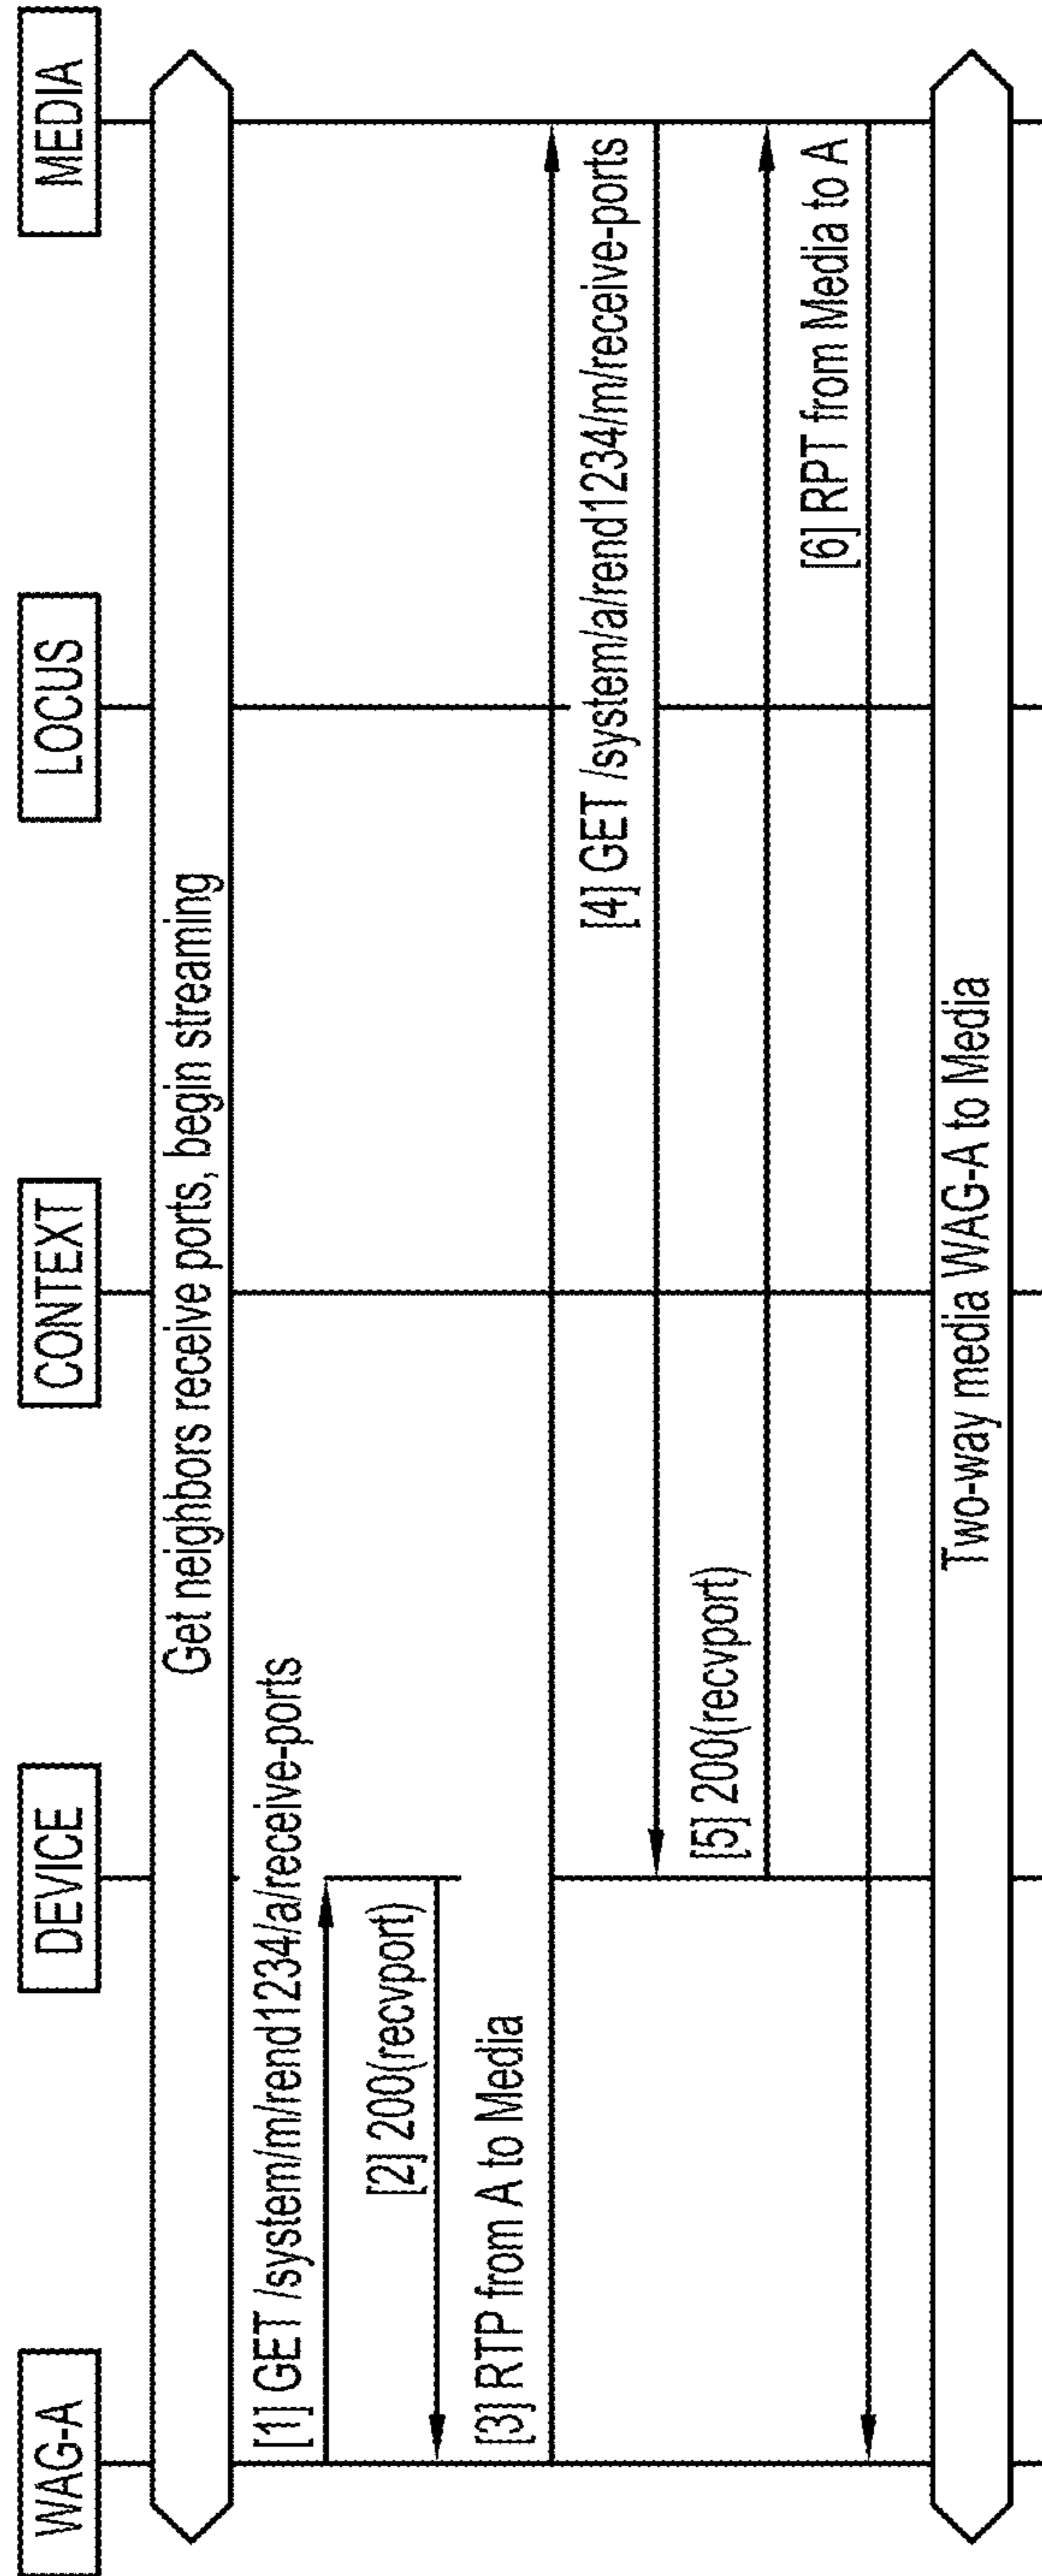 WAG-A
DEVICE
CONTEXT
LOCUS
MEDIA
Get neighbors receive ports, begin streaming
[1] GET /system/m/rend1234/a/receive-ports
[2] 200(recvport)
[3] RTP from A to Media
[4] GET /system/a/rend1234/m/receive-ports
[5] 200(recvport)
[6] RPT from Media to A
Two-way media WAG-A to Media